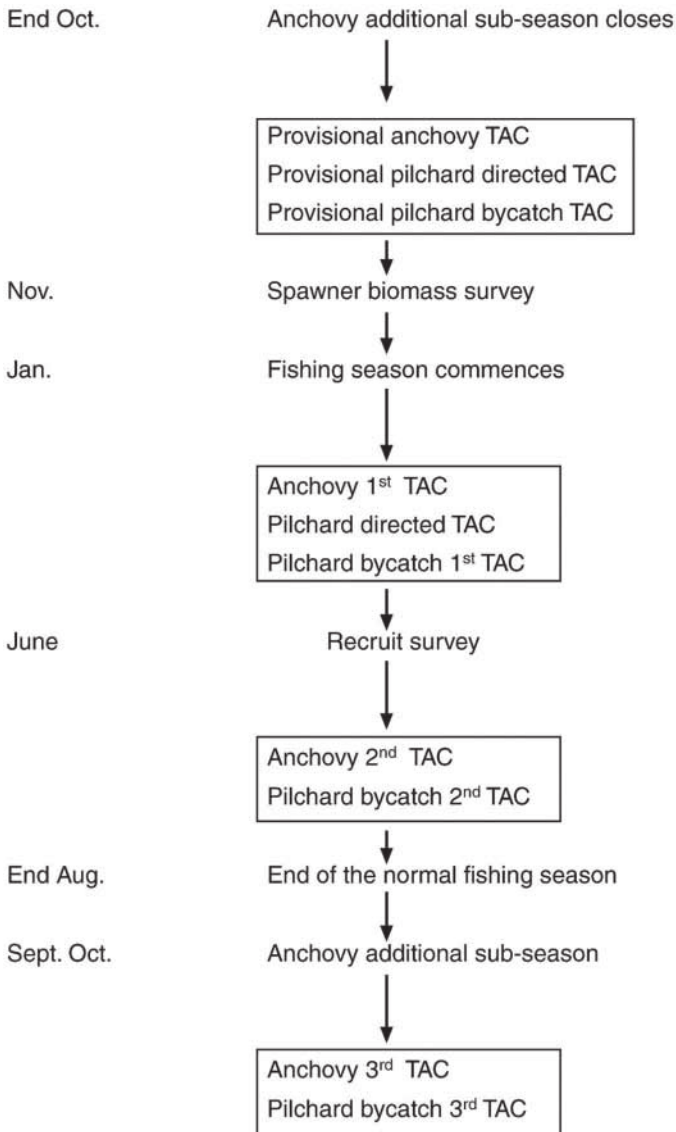 End Oct. Anchovy additional sub-season closes
Provisional anchovy TAC
Provisional pilchard directed TAC
Provisional pilchard bycatch TAC
Nov. Spawner biomass survey
Jan. Fishing season commences
Anchovy 1st TAC
Pilchard directed TAC
Pilchard bycatch 1st TAC
June Recruit survey
Anchovy 2nd TAC
Pilchard bycatch 2nd TAC
End Aug. End of the normal fishing season
Sept. Oct. Anchovy additional sub-season
Anchovy 3rd TAC
Pilchard bycatch 3rd TAC